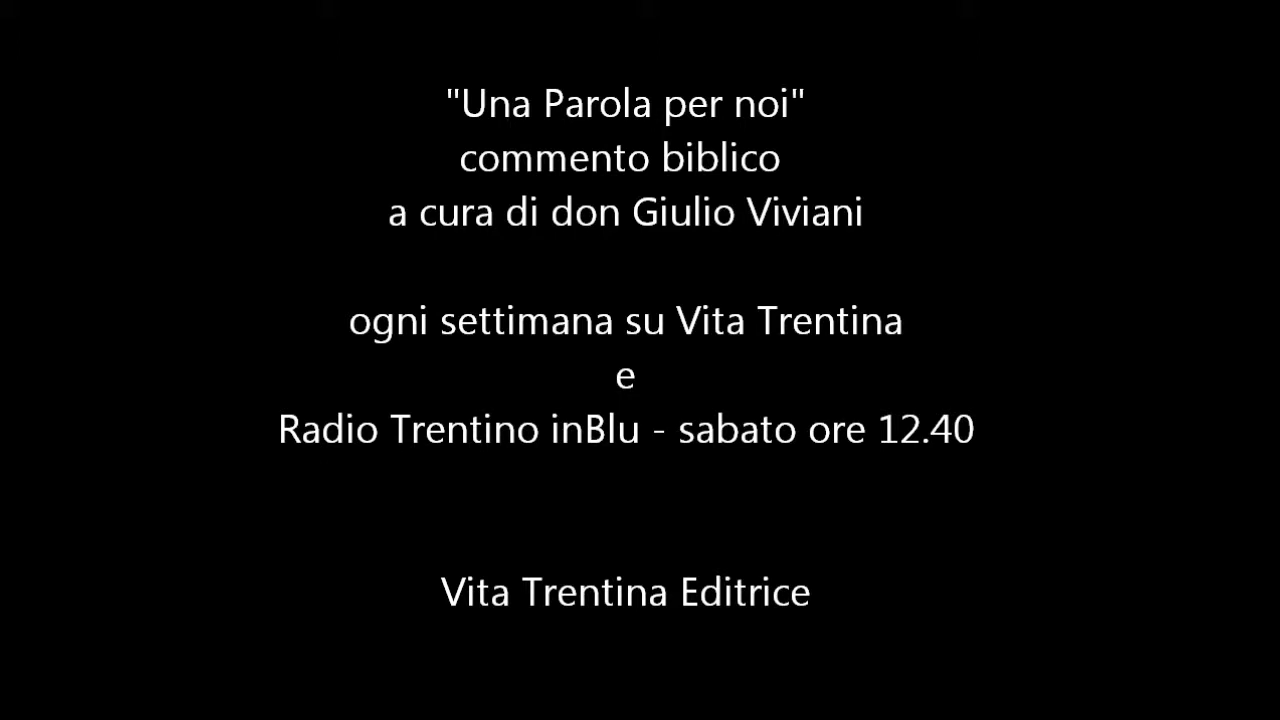 "Una Parola per noi"
commento biblico
a cura di don Giulio Viviani
ogni settimana su Vita Trentina
e
Radio Trentino inBlu - sabato ore 12.40
Vita Trentina Editrice